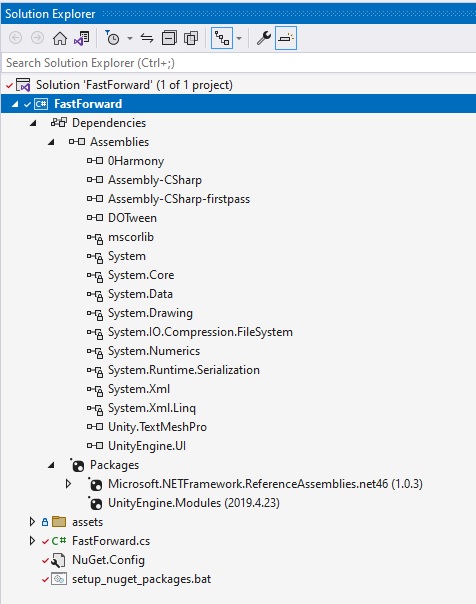 Solution Explorer
Search Solution Explorer (Ctrl+;)
Solution 'FastForward' (1 of 1 project)
C# FastForward
Dependencies
Assemblies
0Harmony
Assembly-CSharp
Assembly-CSharp-firstpass
DOTween
mscorlib
System
System.Core
System.Data
System.Drawing
System.IO.Compression.FileSystem
System.Numerics
System.Runtime.Serialization
System.Xml
System.Xml.Linq
Unity.TextMeshPro
UnityEngine.UI
Packages
Microsoft.NETFramework.ReferenceAssemblies.net46 (1.0.3)
UnityEngine.Modules (2019.4.23)
assets
C# FastForward.cs
NuGet.Config
setup_nuget_packages.bat